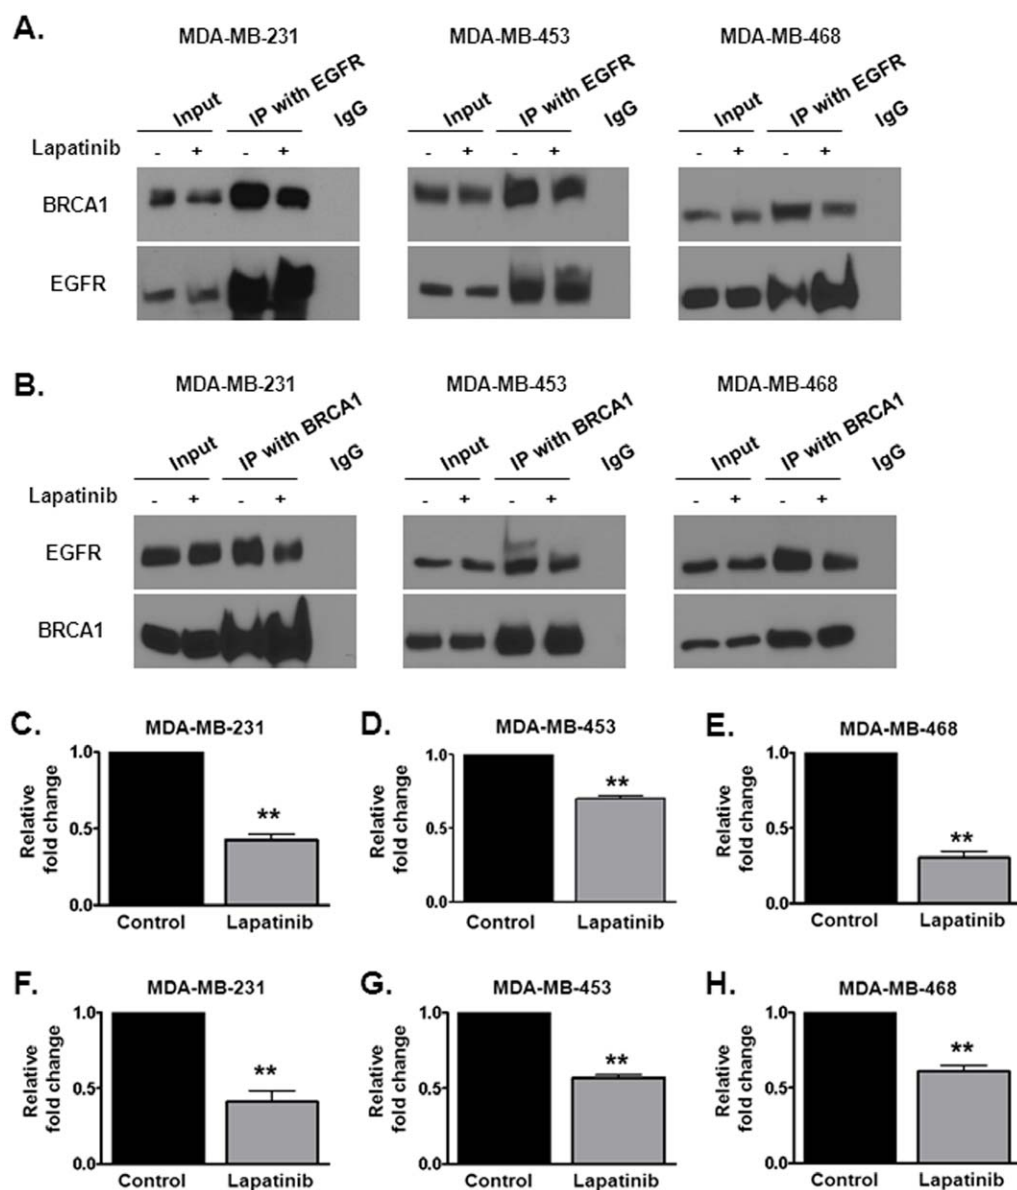 A.
MDA-MB-231 MDA-MB-453 MDA-MB-468
Input IP with EGFR IgG Input IP with EGFR IgG Input IP with EGFR IgG
Lapatinib - + - + - + - + - + - +
BRCA1
EGFR
B.
MDA-MB-231 MDA-MB-453 MDA-MB-468
Input IP with BRCA1 IgG Input IP with BRCA1 IgG Input IP with BRCA1 IgG
Lapatinib - + - + - + - + - + - +
EGFR
BRCA1
C.
MDA-MB-231
Relative
fold change
1.0
0.5
0.0
**
Control Lapatinib
D.
MDA-MB-453
Relative
fold change
1.0
0.5
0.0
**
Control Lapatinib
E.
MDA-MB-468
Relative
fold change
1.0
0.5
0.0
**
Control Lapatinib
F.
MDA-MB-231
Relative
fold change
1.0
0.5
0.0
**
Control Lapatinib
G.
MDA-MB-453
Relative
fold change
1.0
0.5
0.0
**
Control Lapatinib
H.
MDA-MB-468
Relative
fold change
1.0
0.5
0.0
**
Control Lapatinib